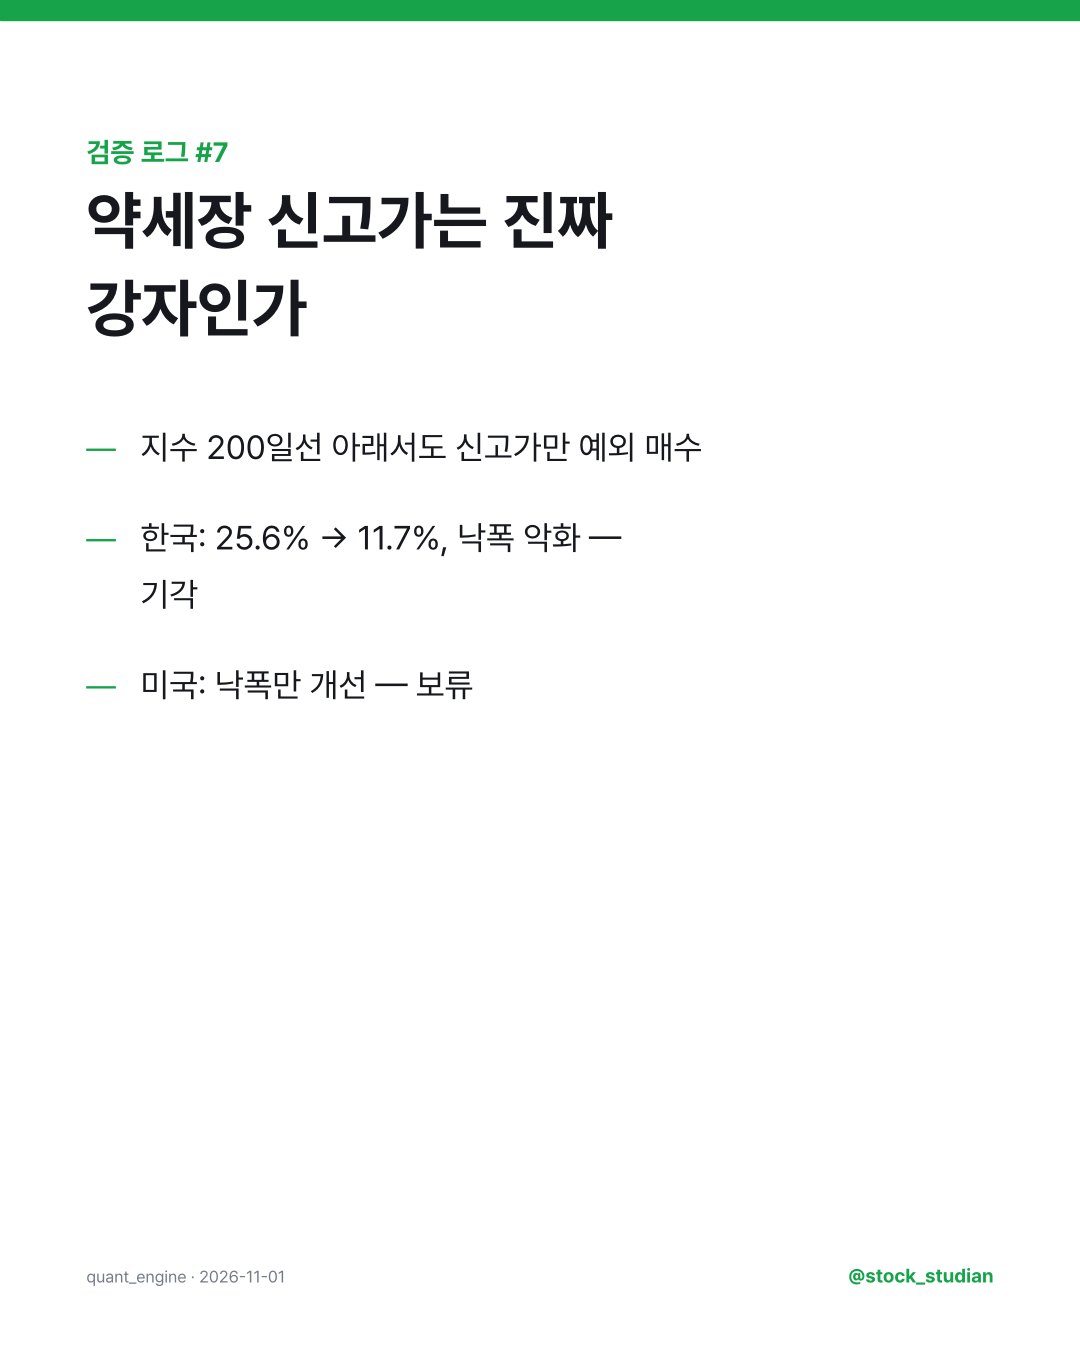 검증 로그 #7
약세장 신고가는 진짜
강자인가
— 지수 200일선 아래서도 신고가만 예외 매수
— 한국: 25.6% → 11.7%, 낙폭 악화 —
기각
— 미국: 낙폭만 개선 — 보류
quant_engine · 2026-11-01
@stock_studian